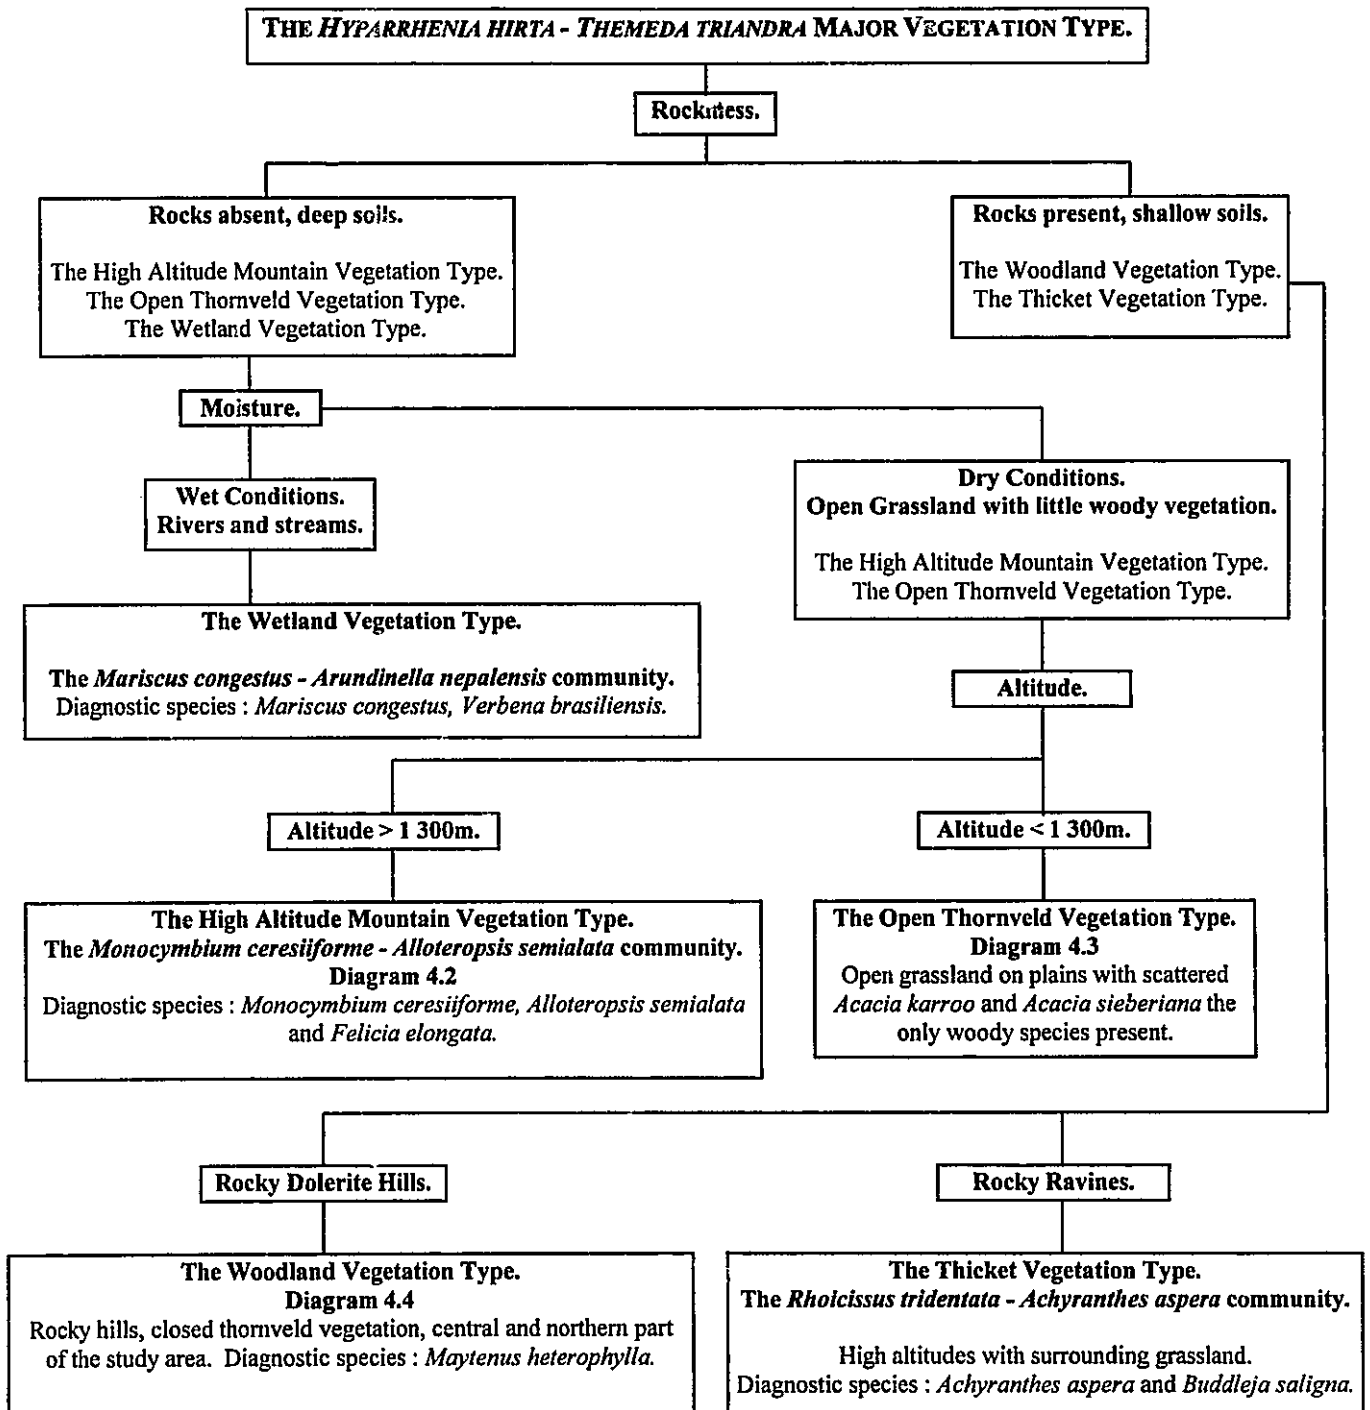 THE HYPARRHENIA HIRTA - THEMEDA TRIANDRA MAJOR VEGETATION TYPE.
Rockiness.
Rocks absent, deep soils.
The High Altitude Mountain Vegetation Type.
The Open Thornveld Vegetation Type.
The Wetland Vegetation Type.
Rocks present, shallow soils.
The Woodland Vegetation Type.
The Thicket Vegetation Type.
Moisture.
Wet Conditions.
Rivers and streams.
Dry Conditions.
Open Grassland with little woody vegetation.
The High Altitude Mountain Vegetation Type.
The Open Thornveld Vegetation Type.
The Wetland Vegetation Type.
The Mariscus congestus - Arundinella nepalensis community.
Diagnostic species : Mariscus congestus, Verbena brasiliensis.
Altitude.
Altitude > 1 300m.
Altitude < 1 300m.
The High Altitude Mountain Vegetation Type.
The Monocymbium ceresiiforme - Alloteropsis semialata community.
Diagram 4.2
Diagnostic species : Monocymbium ceresiiforme, Alloteropsis semialata
and Felicia elongata.
The Open Thornveld Vegetation Type.
Diagram 4.3
Open grassland on plains with scattered
Acacia karroo and Acacia sieberiana the
only woody species present.
Rocky Dolerite Hills.
Rocky Ravines.
The Woodland Vegetation Type.
Diagram 4.4
Rocky hills, closed thornveld vegetation, central and northern part
of the study area. Diagnostic species : Maytenus heterophylla.
The Thicket Vegetation Type.
The Rhoicissus tridentata - Achyranthes aspera community.
High altitudes with surrounding grassland.
Diagnostic species : Achyranthes aspera and Buddleja saligna.